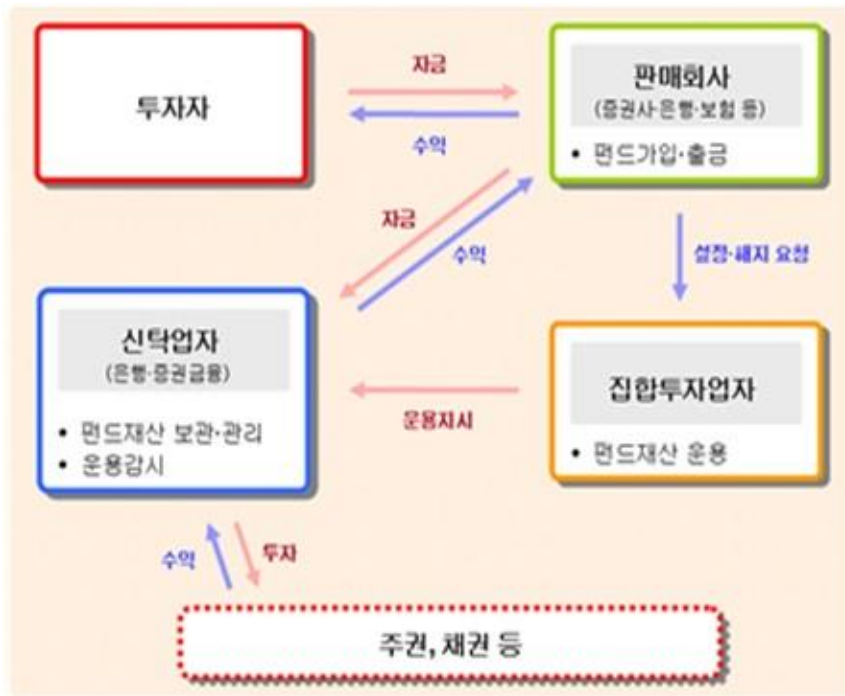 투자자
자금
수익
판매회사
(증권사·은행·보험 등)
• 펀드가입·출금
자금
수익
설정·해지 요청
신탁업자
(은행·증권금융)
• 펀드재산 보관·관리
• 운용감시
운용지시
집합투자업자
• 펀드재산 운용
수익
투자
주권, 채권 등